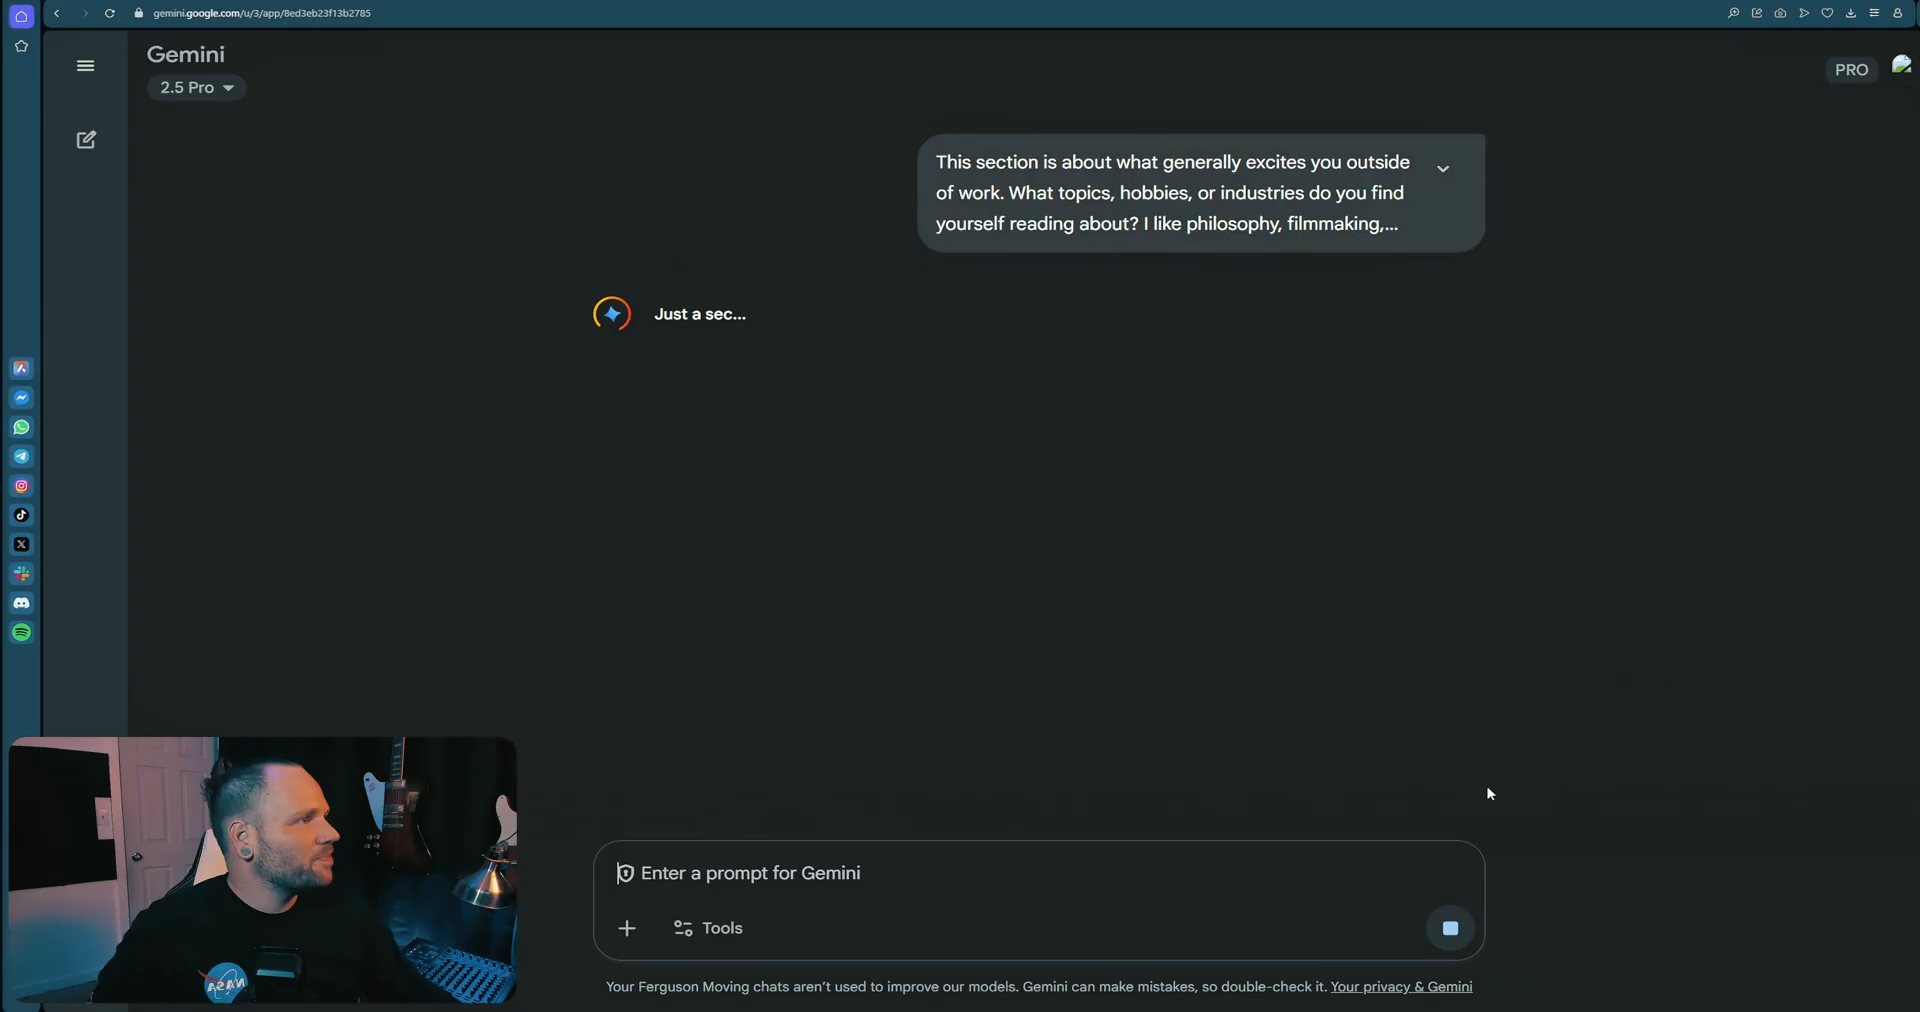 gemini.google.com/u/3/app/8ed3eb23f13b2785
Gemini
2.5 Pro
PRO
This section is about what generally excites you outside
of work. What topics, hobbies, or industries do you find
yourself reading about? I like philosophy, filmmaking,...
Just a sec...
Enter a prompt for Gemini
Tools
Your Ferguson Moving chats aren't used to improve our models. Gemini can make mistakes, so double-check it. Your privacy & Gemini
NASA